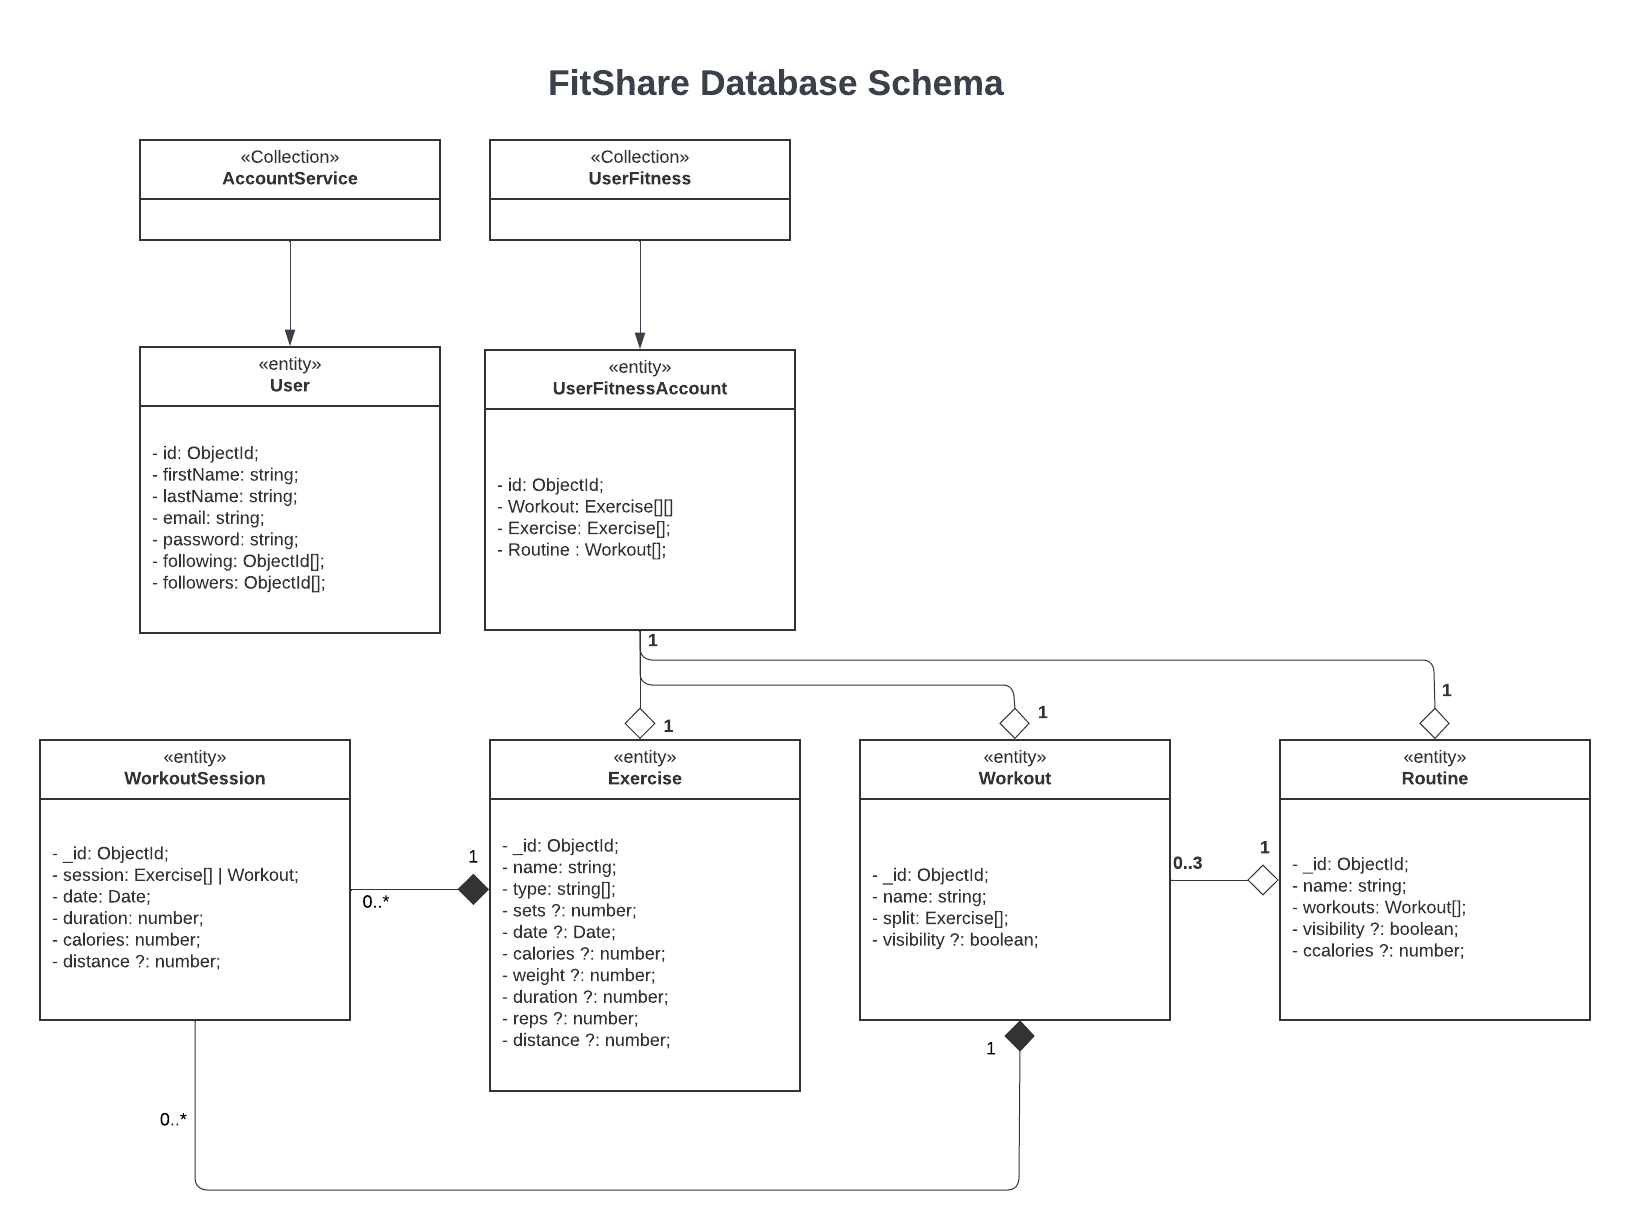 FitShare Database Schema
«Collection»
AccountService
«Collection»
UserFitness
«entity»
User
- id: ObjectId;
- firstName: string;
- lastName: string;
- email: string;
- password: string;
- following: ObjectId[];
- followers: ObjectId[];
«entity»
UserFitnessAccount
- id: ObjectId;
- Workout: Exercise[][]
- Exercise: Exercise[];
- Routine : Workout[];
1
1
1
1
«entity»
WorkoutSession
- _id: ObjectId;
- session: Exercise[] | Workout;
- date: Date;
- duration: number;
- calories: number;
- distance ?: number;
1
0..*
«entity»
Exercise
- _id: ObjectId;
- name: string;
- type: string[];
- sets ?: number;
- date ?: Date;
- calories ?: number;
- weight ?: number;
- duration ?: number;
- reps ?: number;
- distance ?: number;
«entity»
Workout
- _id: ObjectId;
- name: string;
- split: Exercise[];
- visibility ?: boolean;
0..3
1
«entity»
Routine
- _id: ObjectId;
- name: string;
- workouts: Workout[];
- visibility ?: boolean;
- ccalories ?: number;
1
0..*